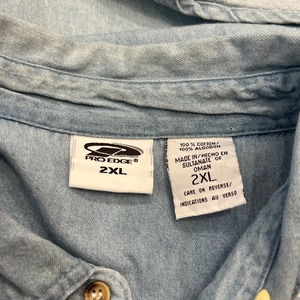 PRO EDGE®
2XL
100 % COTTON/
100% ALGODON
MADE IN/HECHO EN
SULTANATE OF
OMAN
2XL
CARE ON REVERSE/
INDICATIONS AU VERSO